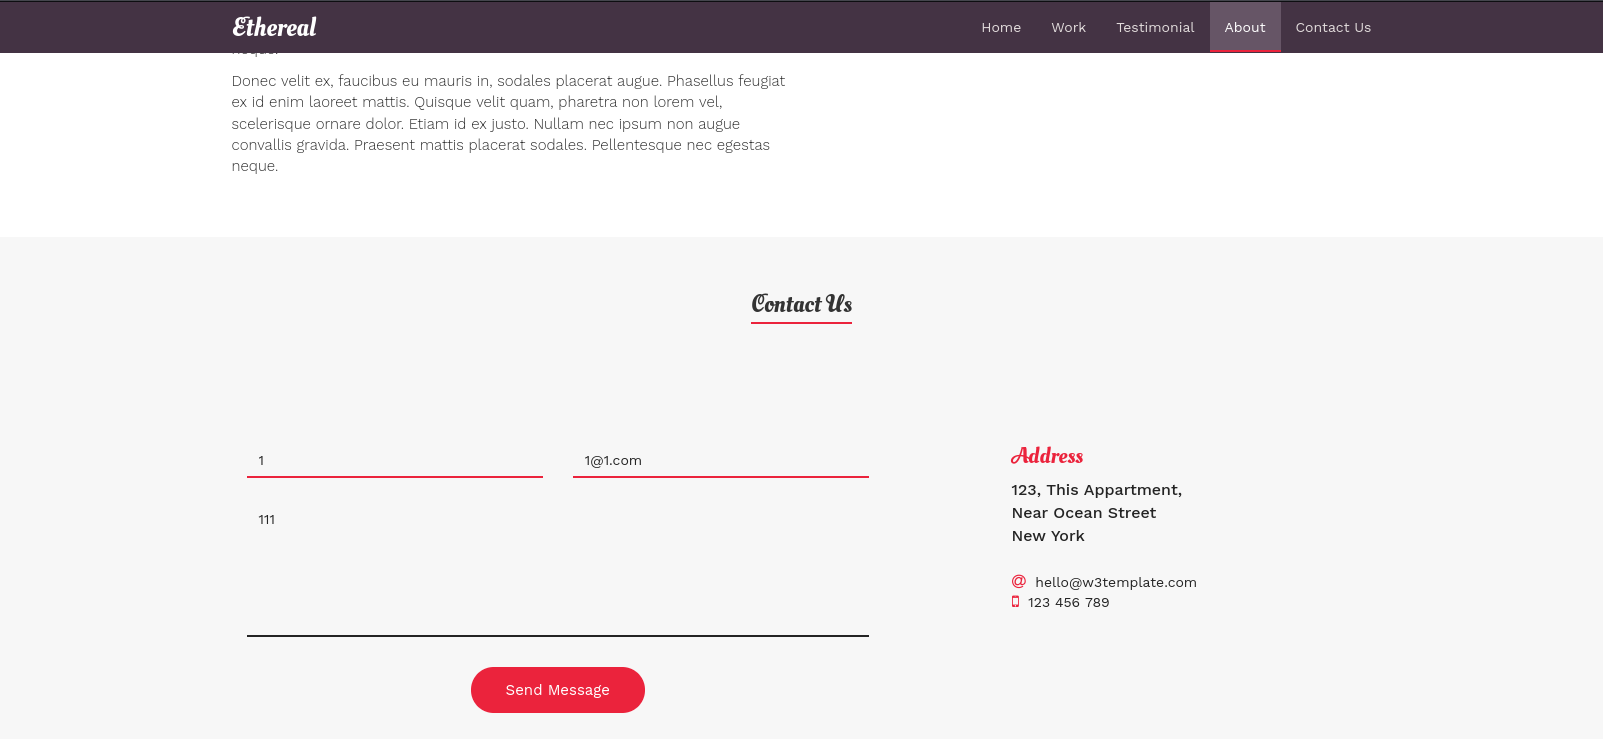 Ethereal
Home Work Testimonial About Contact Us
neque.
Donec velit ex, faucibus eu mauris in, sodales placerat augue. Phasellus feugiat
ex id enim laoreet mattis. Quisque velit quam, pharetra non lorem vel,
scelerisque ornare dolor. Etiam id ex justo. Nullam nec ipsum non augue
convallis gravida. Praesent mattis placerat sodales. Pellentesque nec egestas
neque.
Contact Us
1
1@1.com
111
Send Message
Address
123, This Appartment,
Near Ocean Street
New York
hello@w3template.com
123 456 789